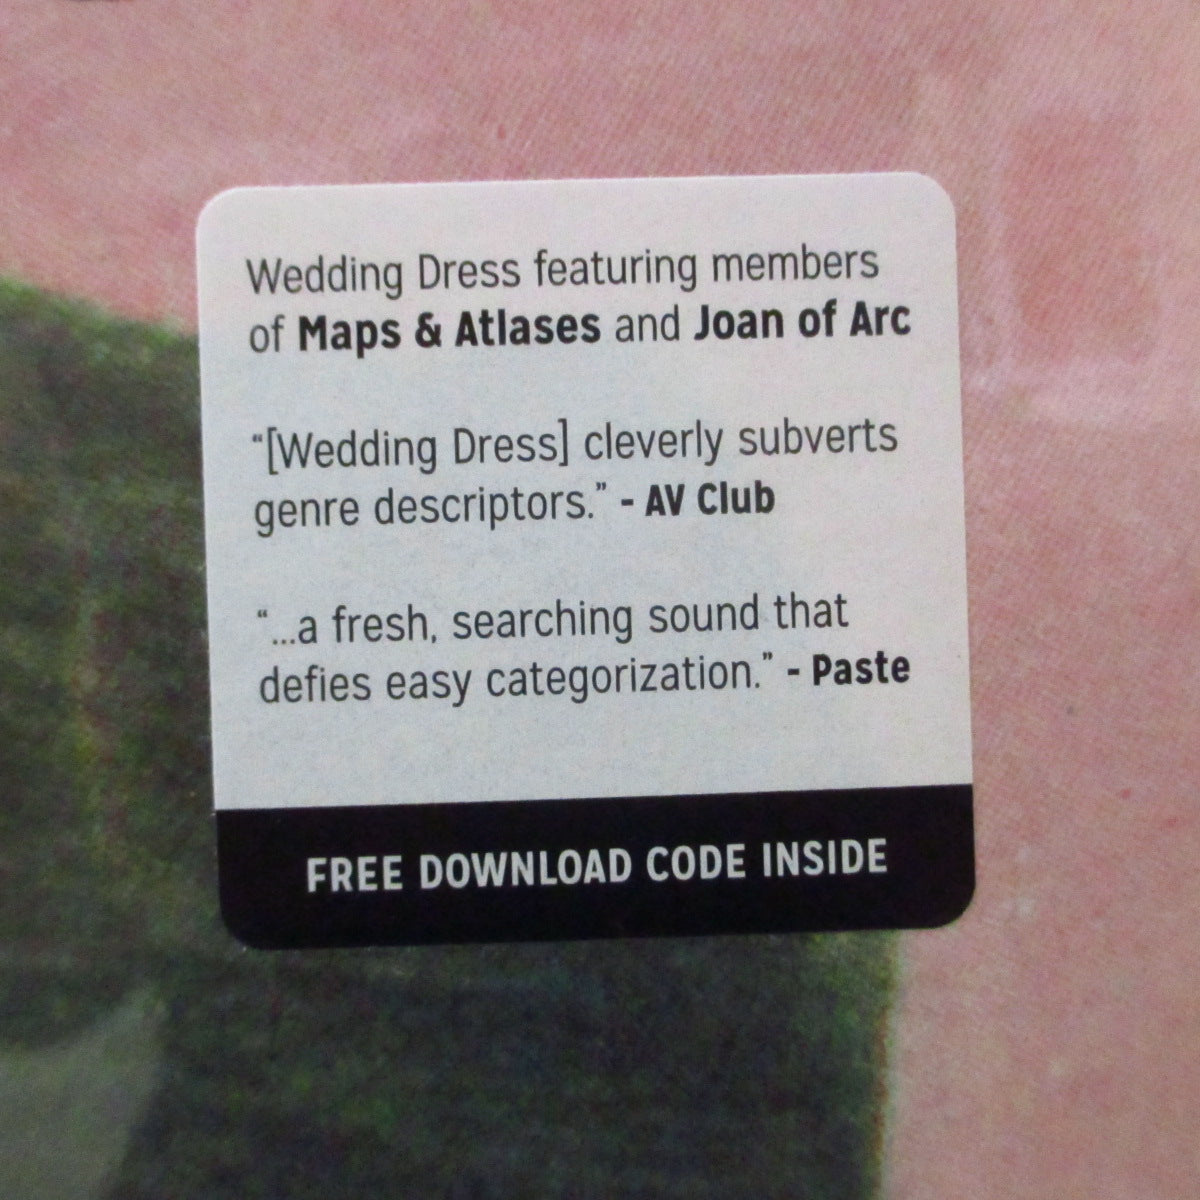 Wedding Dress featuring members
of Maps & Atlases and Joan of Arc
“[Wedding Dress] cleverly subverts
genre descriptors.” - AV Club
“...a fresh, searching sound that
defies easy categorization.” - Paste
FREE DOWNLOAD CODE INSIDE